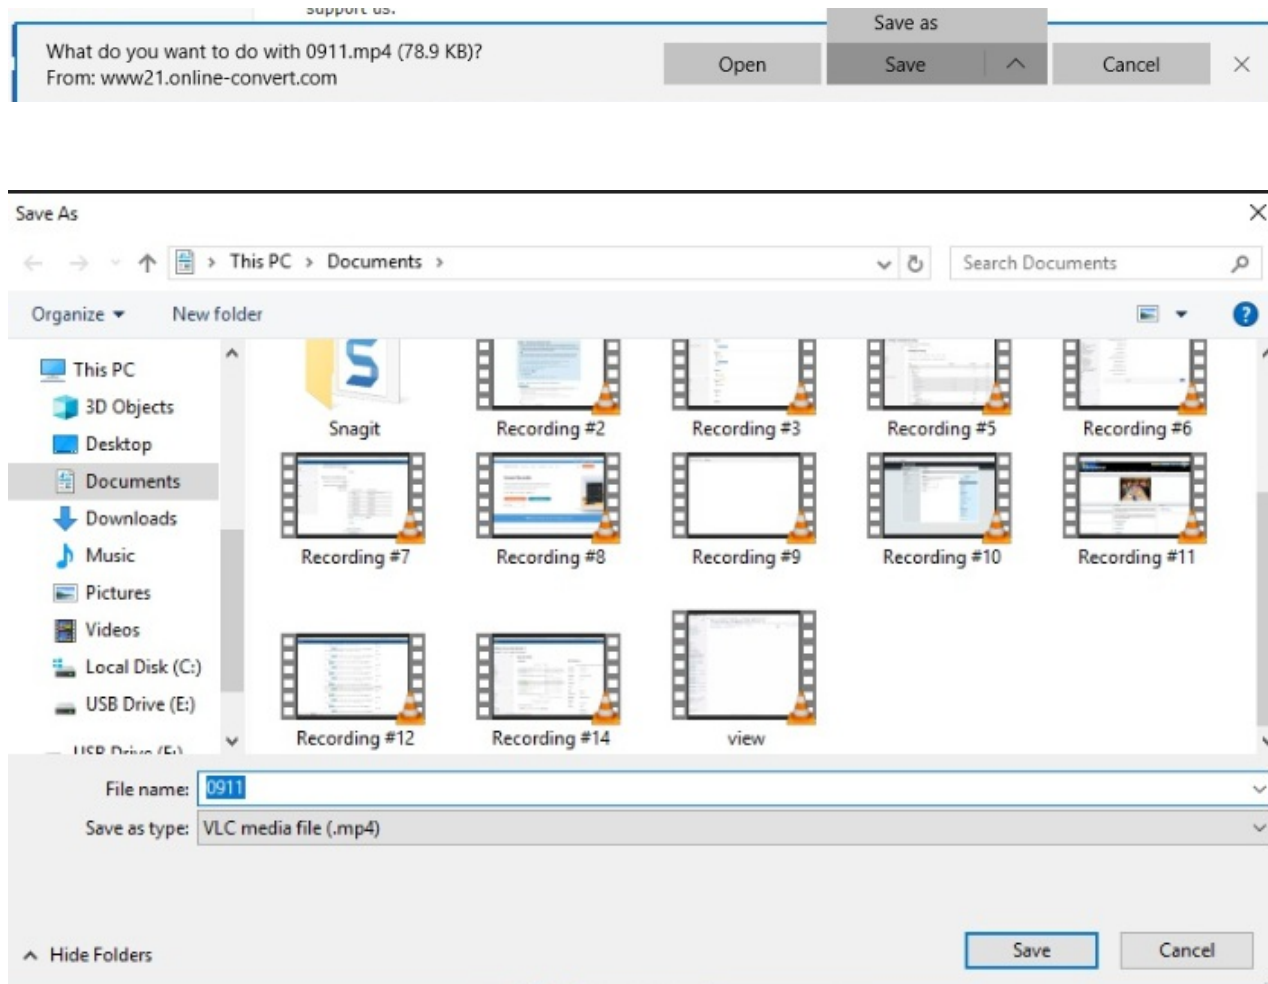 support us.
Save as
What do you want to do with 0911.mp4 (78.9 KB)?
From: www21.online-convert.com
Open
Save
Cancel
Save As
This PC > Documents >
Search Documents
Organize
New folder
This PC
3D Objects
Desktop
Documents
Downloads
Music
Pictures
Videos
Local Disk (C:)
USB Drive (E:)
USB Drive (E:)
Snagit
Recording #2
Recording #3
Recording #5
Recording #6
Recording #7
Recording #8
Recording #9
Recording #10
Recording #11
Recording #12
Recording #14
view
File name: 0911
Save as type: VLC media file (.mp4)
Hide Folders
Save
Cancel